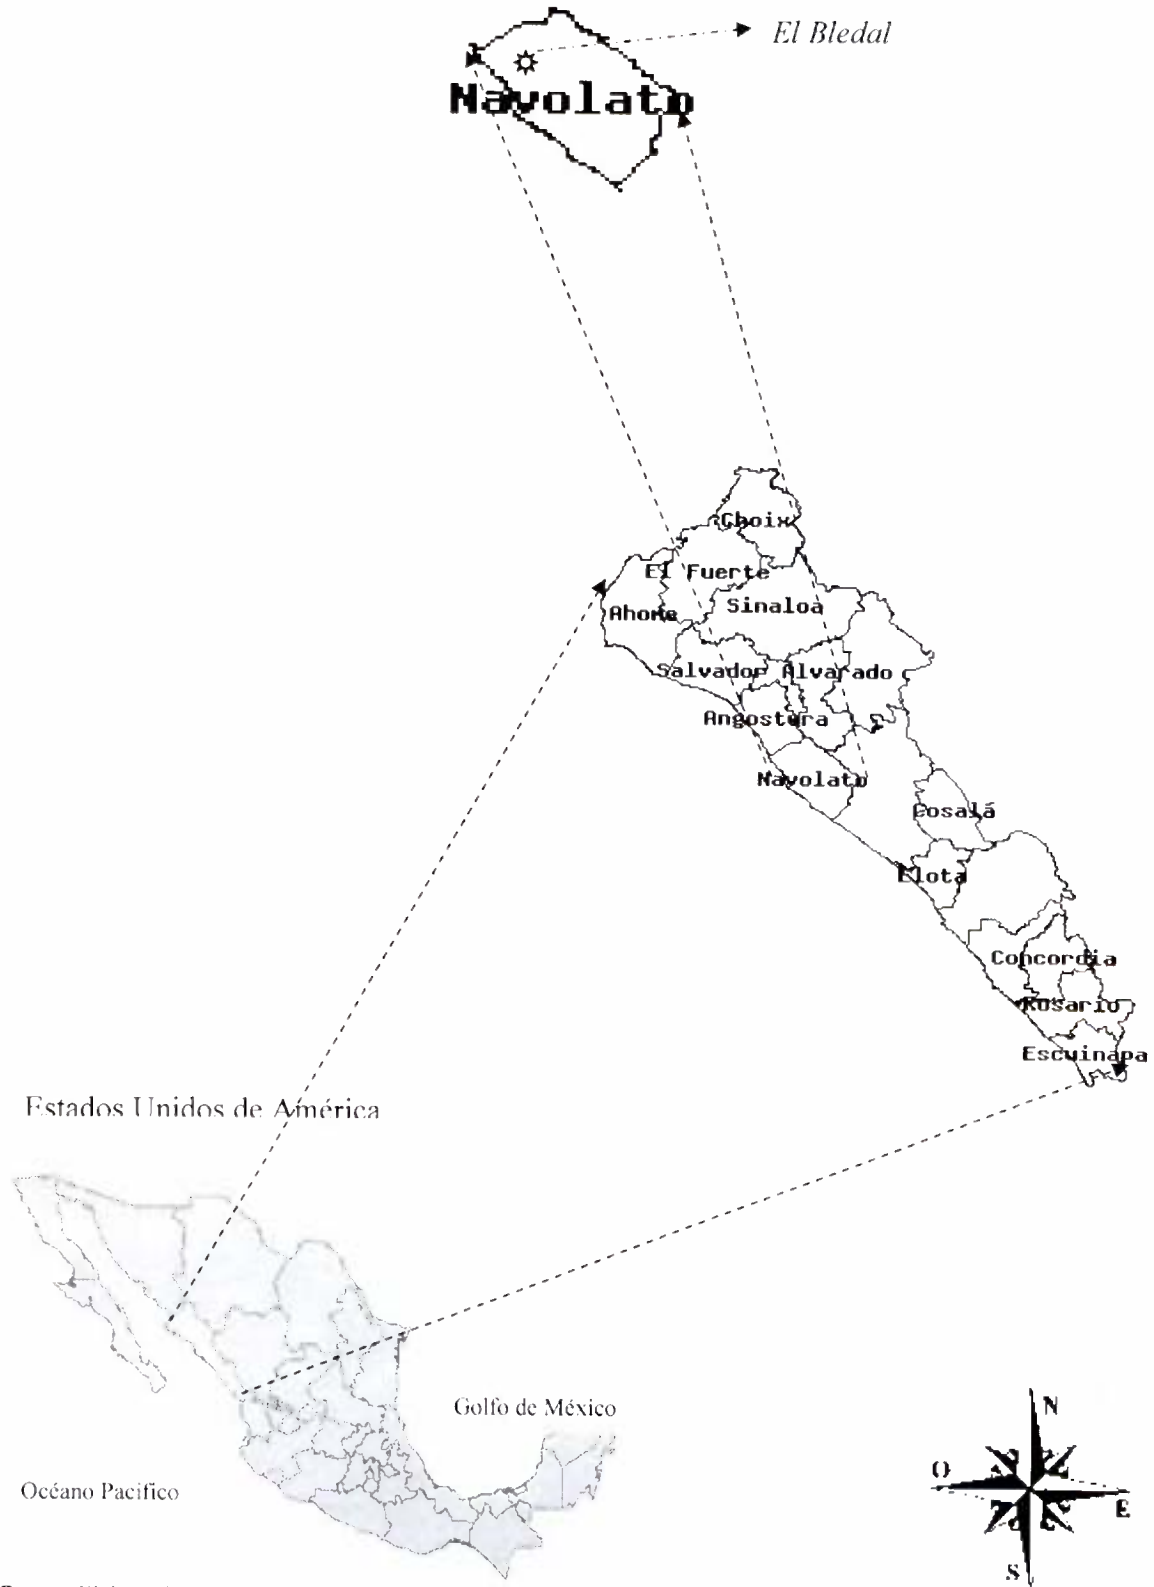 El Bledal
Navolato
Choix
El Fuerte
Sinaloa
Ahome
Salvador Alvarado
Angostura
Navolato
Cosalá
Elota
Concordia
Rosario
Escuinapa
Estados Unidos de América
Golfo de México
Océano Pacifico
N
O
E
S